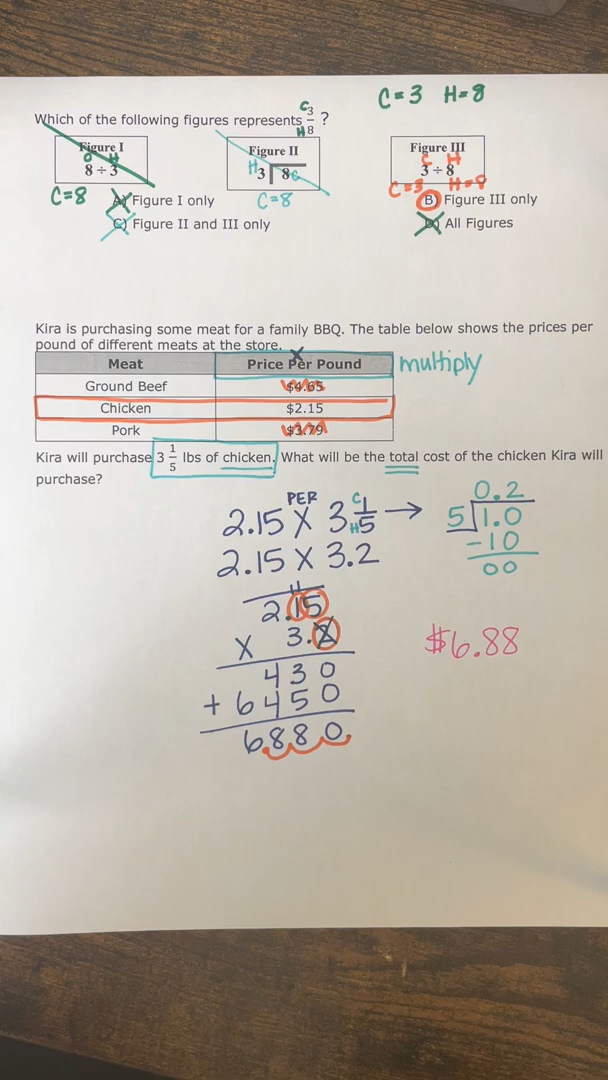 C=3 H=8
Which of the following figures represents 3/8 ?
C
H
Figure I
8 ÷ 3
C H
C=8
Figure II
3 8
H C
C=8
Figure III
3 ÷ 8
C H
C=3 H=8
A) Figure I only
B) Figure III only
C) Figure II and III only
D) All Figures
Kira is purchasing some meat for a family BBQ. The table below shows the prices per
pound of different meats at the store.
Meat Price Per Pound
X
multiply
Ground Beef $4.65
Chicken $2.15
Pork $3.79
Kira will purchase 3 1/5 lbs of chicken. What will be the total cost of the chicken Kira will
purchase?
PER
2.15 X 3 1/5 →
C
H
2.15 X 3.2
0.2
5 1.0
-10
00
2.15
X 3.2
430
+ 6450
6880
$6.88